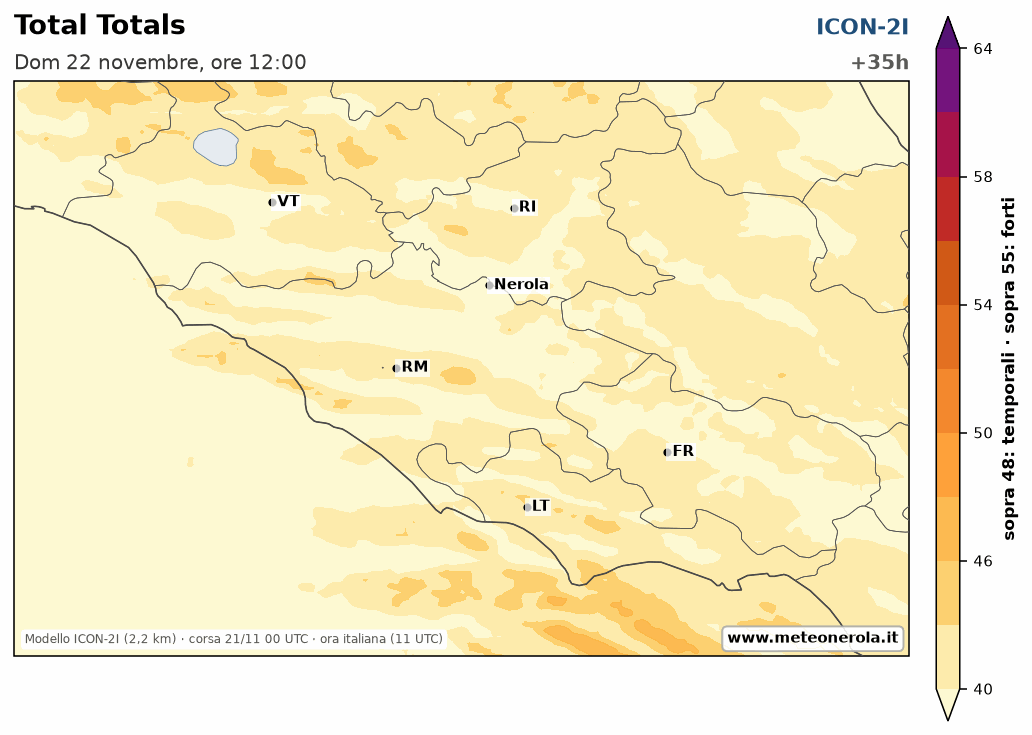 Total Totals
ICON-2I
Dom 22 novembre, ore 12:00
+35h
VT
RI
Nerola
RM
FR
LT
Modello ICON-2I (2,2 km) · corsa 21/11 00 UTC · ora italiana (11 UTC)
www.meteonerola.it
64
58
54
50
46
40
sopra 48: temporali · sopra 55: forti